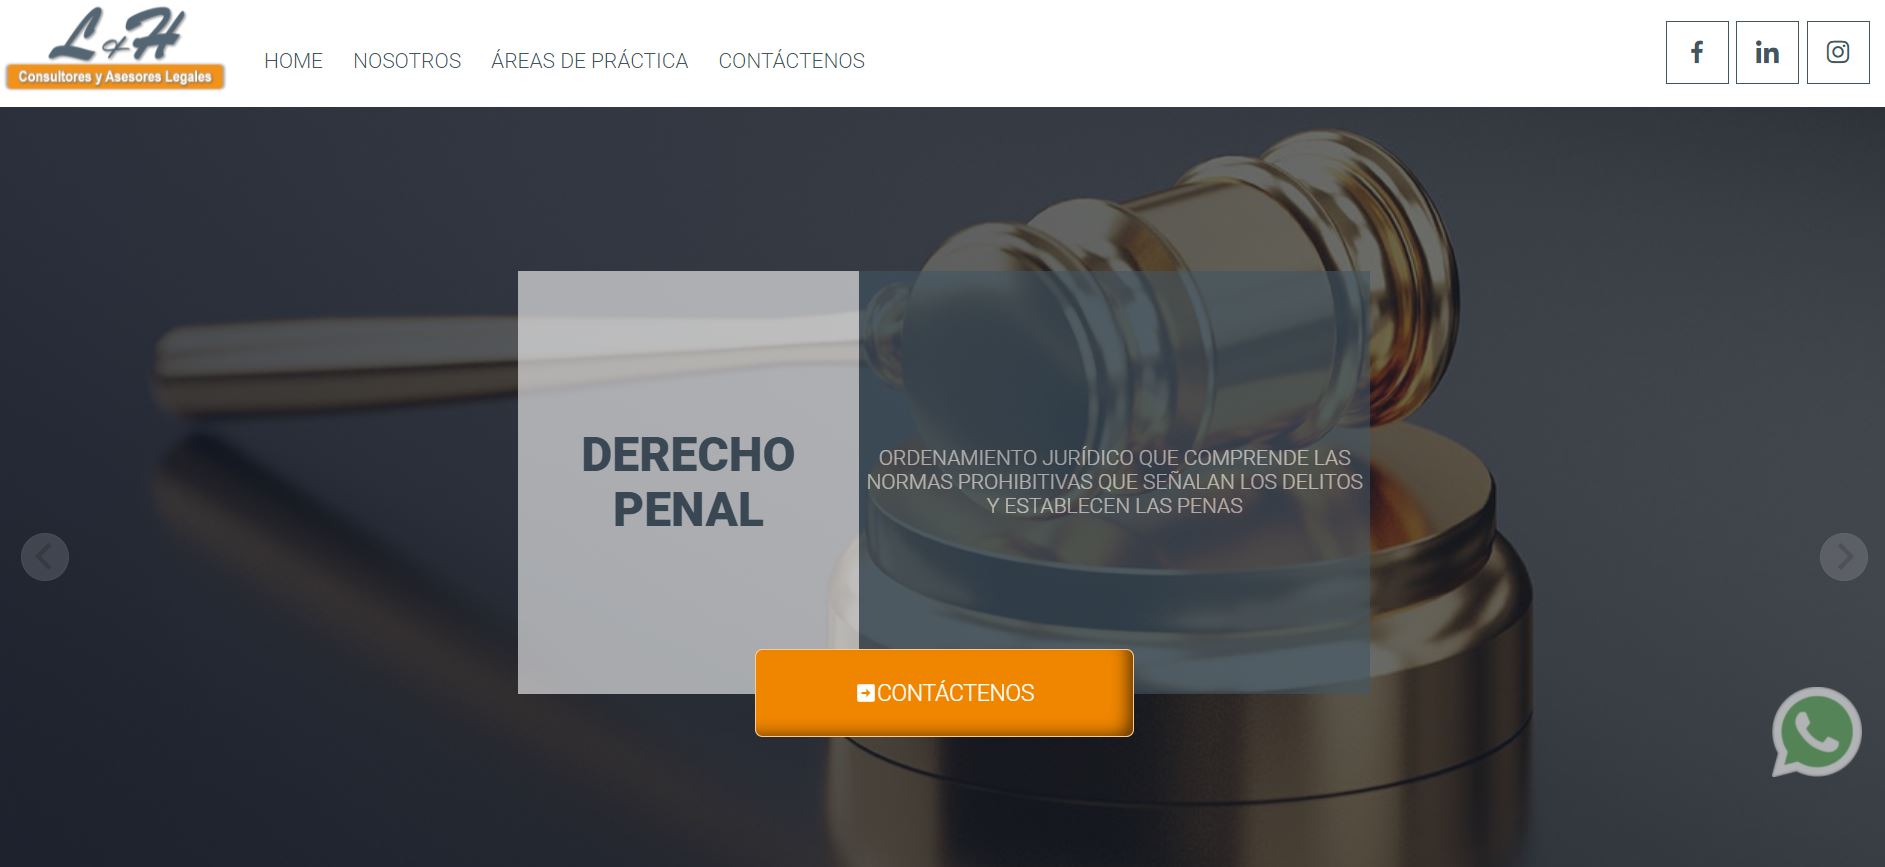 L & H
Consultores y Asesores Legales
HOME NOSOTROS ÁREAS DE PRÁCTICA CONTÁCTENOS
DERECHO
PENAL
ORDENAMIENTO JURÍDICO QUE COMPRENDE LAS
NORMAS PROHIBITIVAS QUE SEÑALAN LOS DELITOS
Y ESTABLECEN LAS PENAS
CONTÁCTENOS